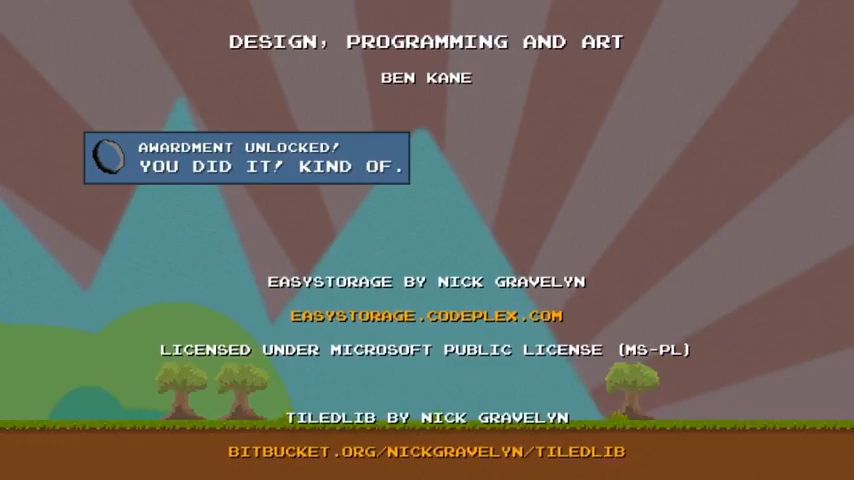 DESIGN, PROGRAMMING AND ART
BEN KANE
AWARDMENT UNLOCKED!
YOU DID IT! KIND OF.
EASYSTORAGE BY NICK GRAVELYN
EASYSTORAGE.CODEPLEX.COM
LICENSED UNDER MICROSOFT PUBLIC LICENSE (MS-PL)
TILEDLIB BY NICK GRAVELYN
BITBUCKET.ORG/NICKGRAVELYN/TILEDLIB